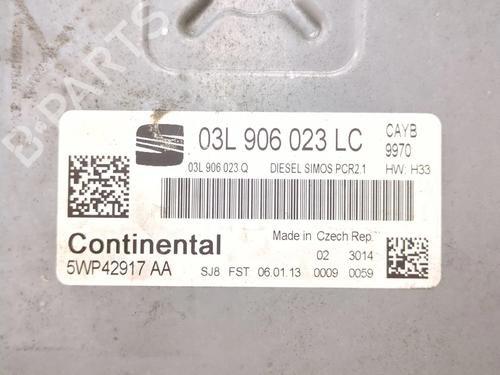 B-PARTS
03L 906 023 LC
CAYB
9970
03L 906 023 Q DIESEL SIMOS PCR2.1 HW: H33
Continental
Made in Czech Rep.
5WP42917 AA
02 3014
SJ8 FST 06.01.13 0009 0059